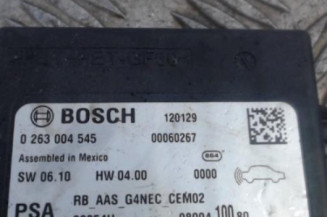 BOSCH 120129
0 263 004 545 00060267
Assembled in Mexico 664
SW 06.10 HW 04.00 0000
RB_AAS_G4NEC_CEM02
PSA